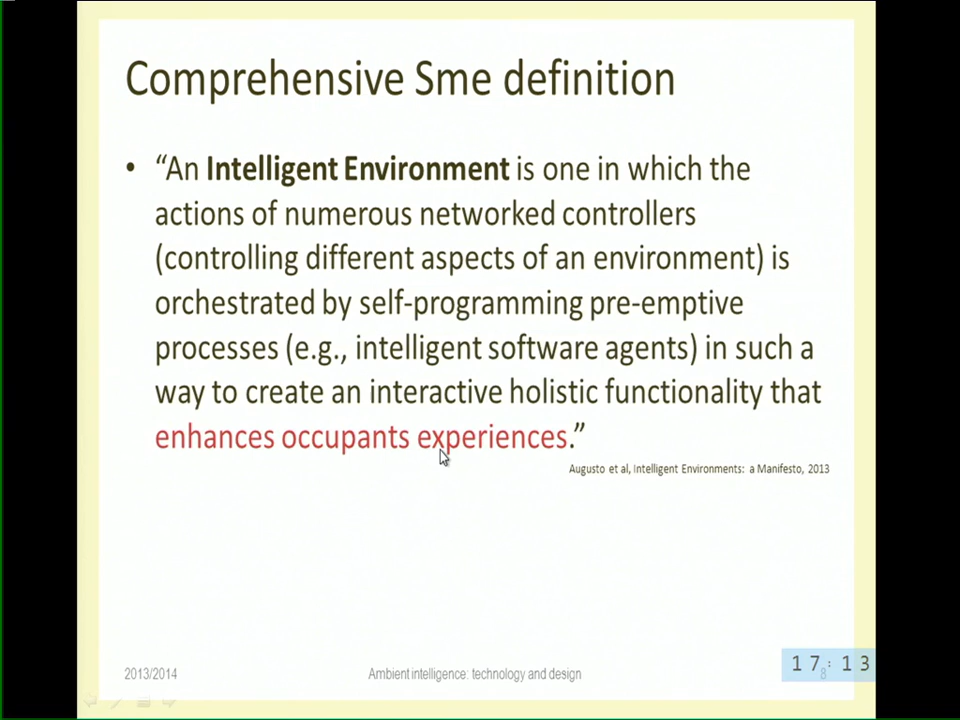 Comprehensive Sme definition
• “An Intelligent Environment is one in which the
actions of numerous networked controllers
(controlling different aspects of an environment) is
orchestrated by self-programming pre-emptive
processes (e.g., intelligent software agents) in such a
way to create an interactive holistic functionality that
enhances occupants experiences.”
Augusto et al, Intelligent Environments: a Manifesto, 2013
2013/2014
Ambient intelligence: technology and design
8
17:13